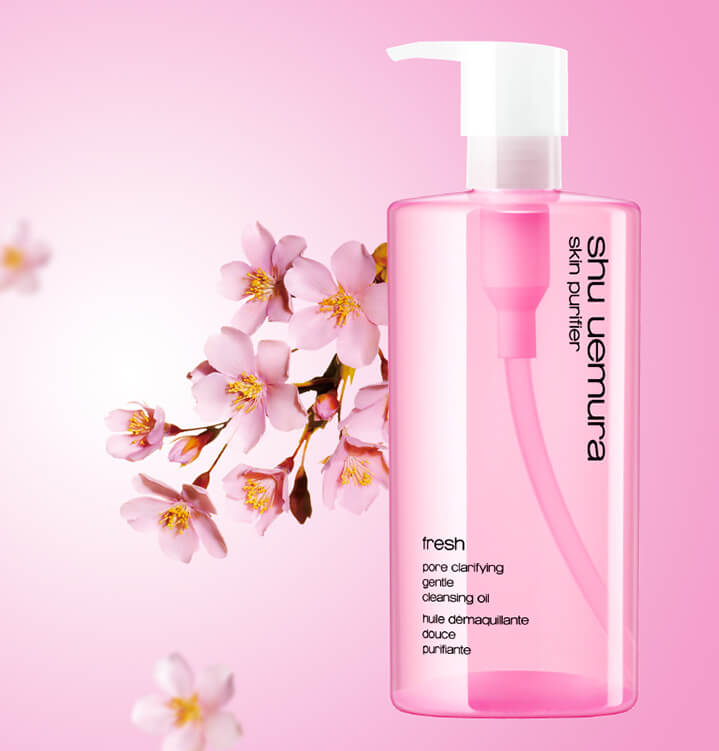 shu uemura
skin purifier
fresh
pore clarifying
gentle
cleansing oil
huile démaquillante
douce
purifiante